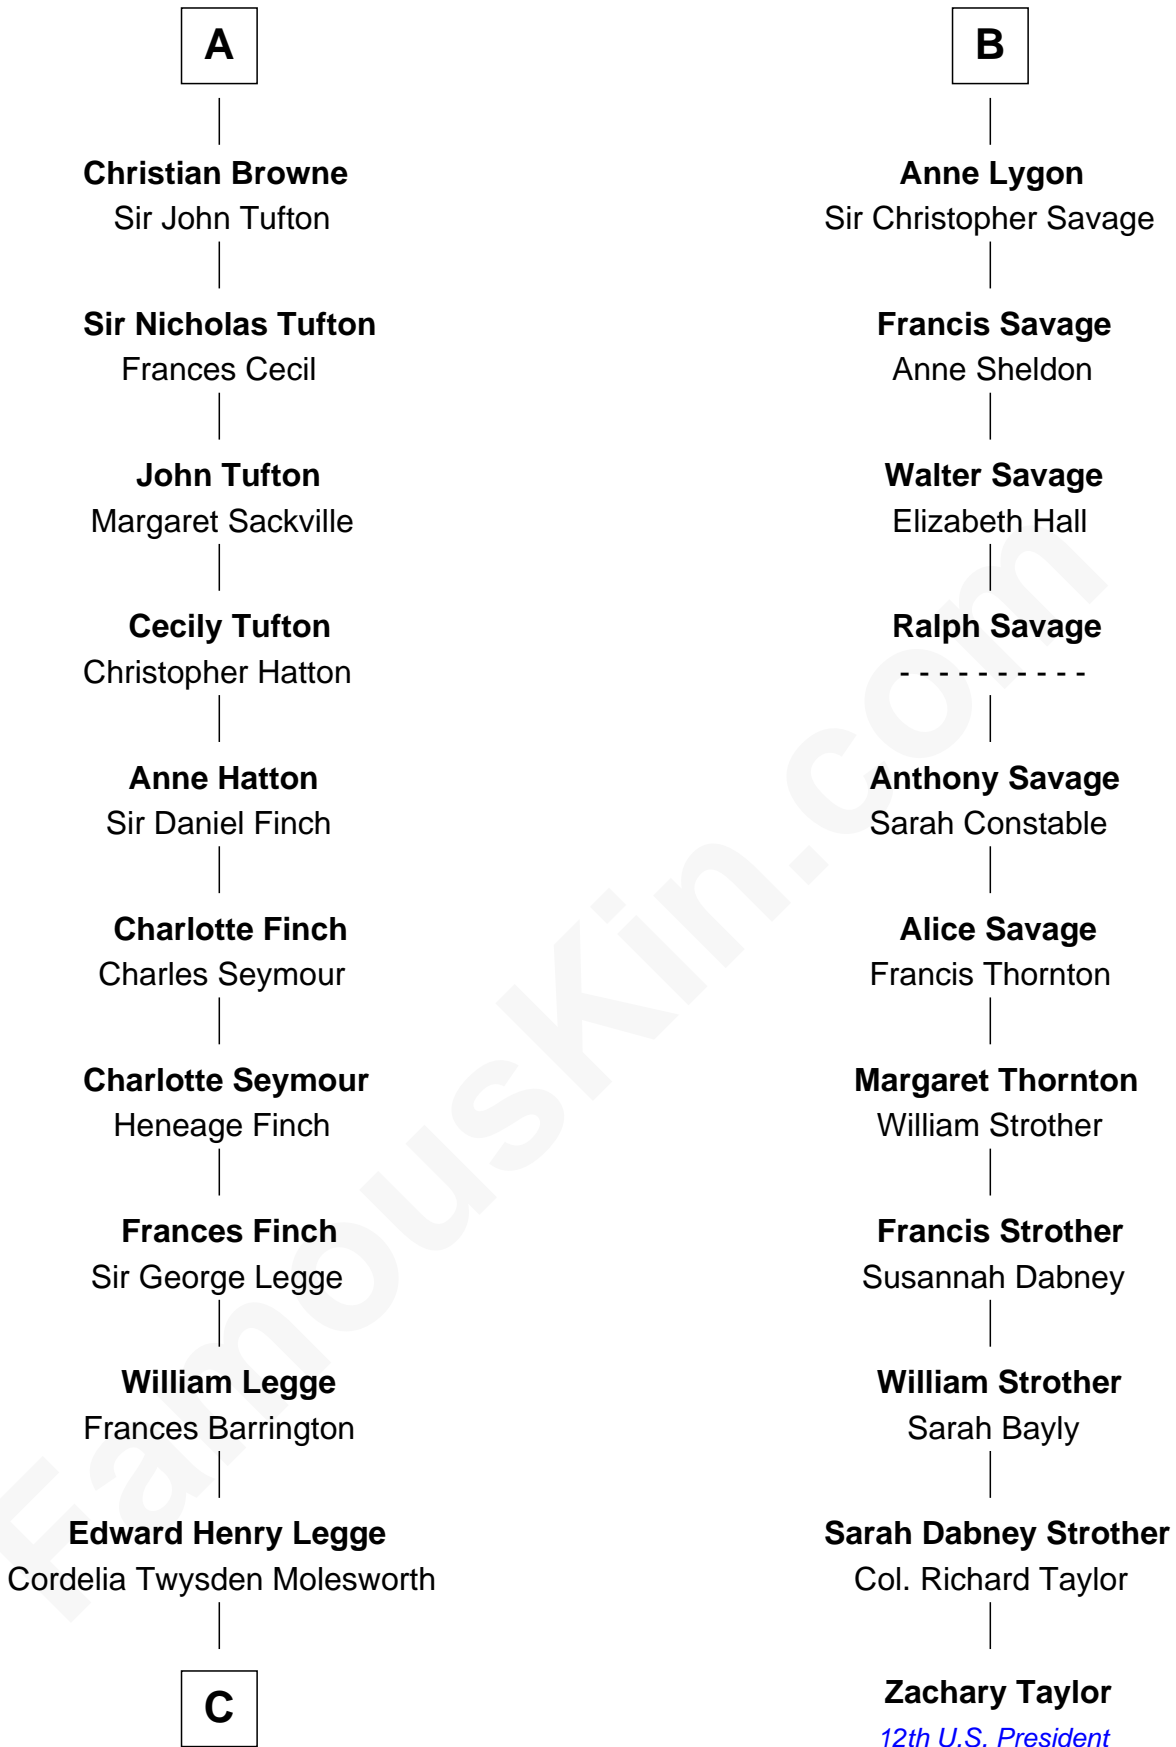 A
Christian Browne
Sir John Tufton
Sir Nicholas Tufton
Frances Cecil
John Tufton
Margaret Sackville
Cecily Tufton
Christopher Hatton
Anne Hatton
Sir Daniel Finch
Charlotte Finch
Charles Seymour
Charlotte Seymour
Heneage Finch
Frances Finch
Sir George Legge
William Legge
Frances Barrington
Edward Henry Legge
Cordelia Twysden Molesworth
C
B
Anne Lygon
Sir Christopher Savage
Francis Savage
Anne Sheldon
Walter Savage
Elizabeth Hall
Ralph Savage
- - - - - - - - - -
Anthony Savage
Sarah Constable
Alice Savage
Francis Thornton
Margaret Thornton
William Strother
Francis Strother
Susannah Dabney
William Strother
Sarah Bayly
Sarah Dabney Strother
Col. Richard Taylor
Zachary Taylor
12th U.S. President
FamousKin.com